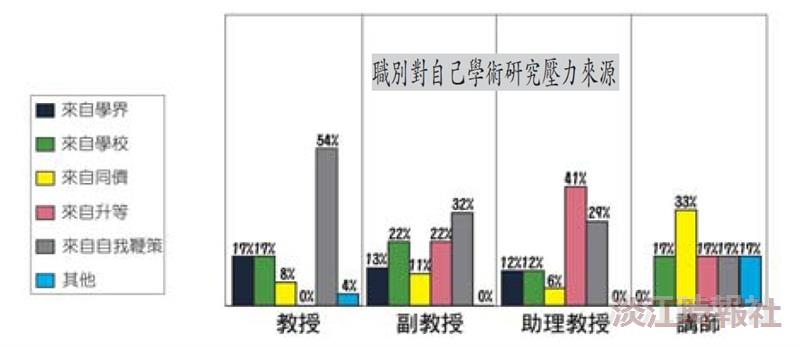 職別對自己學術研究壓力來源
來自學界
來自學校
來自同儕
來自升等
來自自我鞭策
其他
17% 17% 8% 0% 54% 4%
13% 22% 11% 22% 32% 0%
12% 12% 6% 41% 29% 0%
0% 17% 33% 17% 17% 17%
教授 副教授 助理教授 講師
淡江時報社